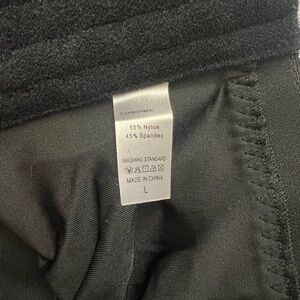 Component:
55% Nylon
45% Spandex
WASHING STANDARD
MADE IN CHINA
L